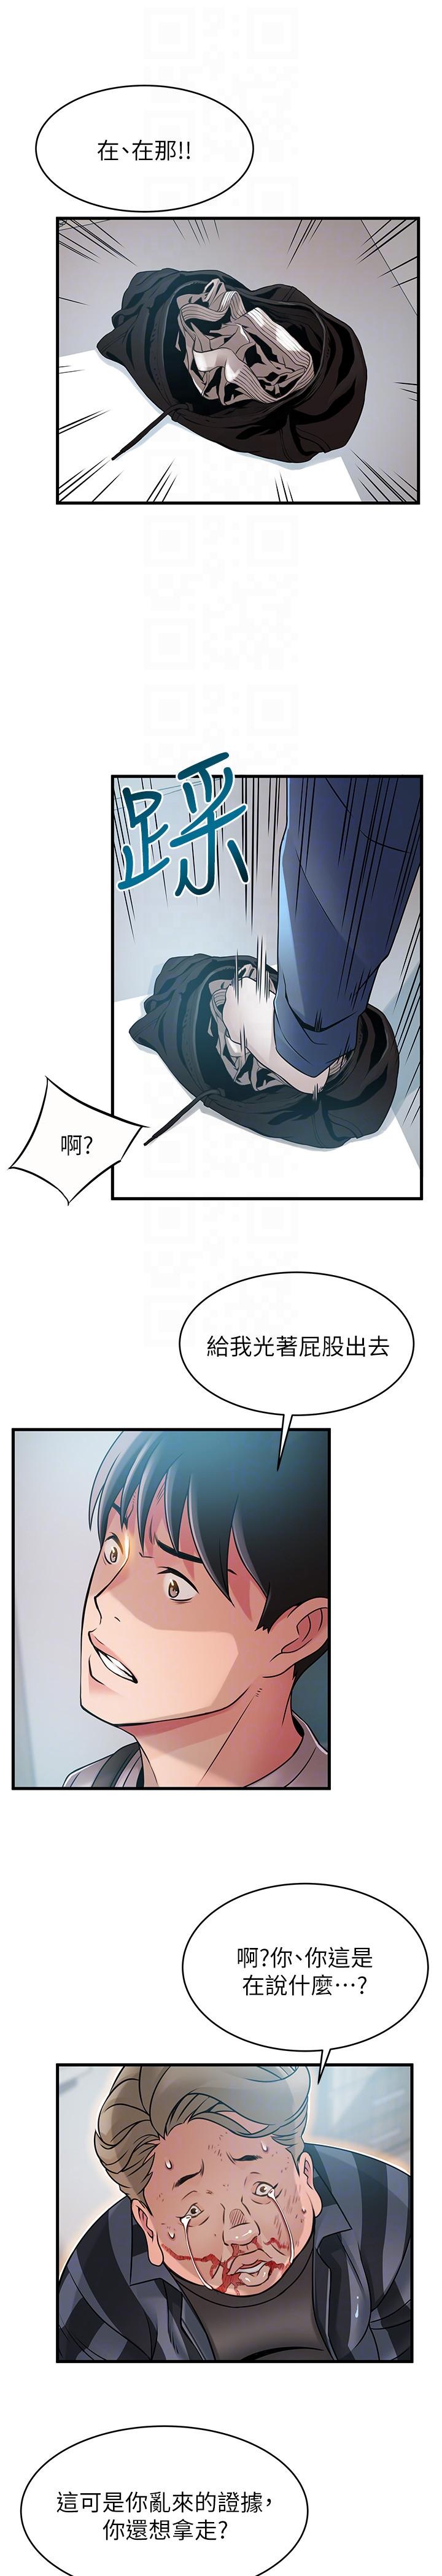 在、在那!!
踩
啊?
給我光著屁股出去
啊?你、你這是
在說什麼…?
這可是你亂來的證據，
你還想拿走?